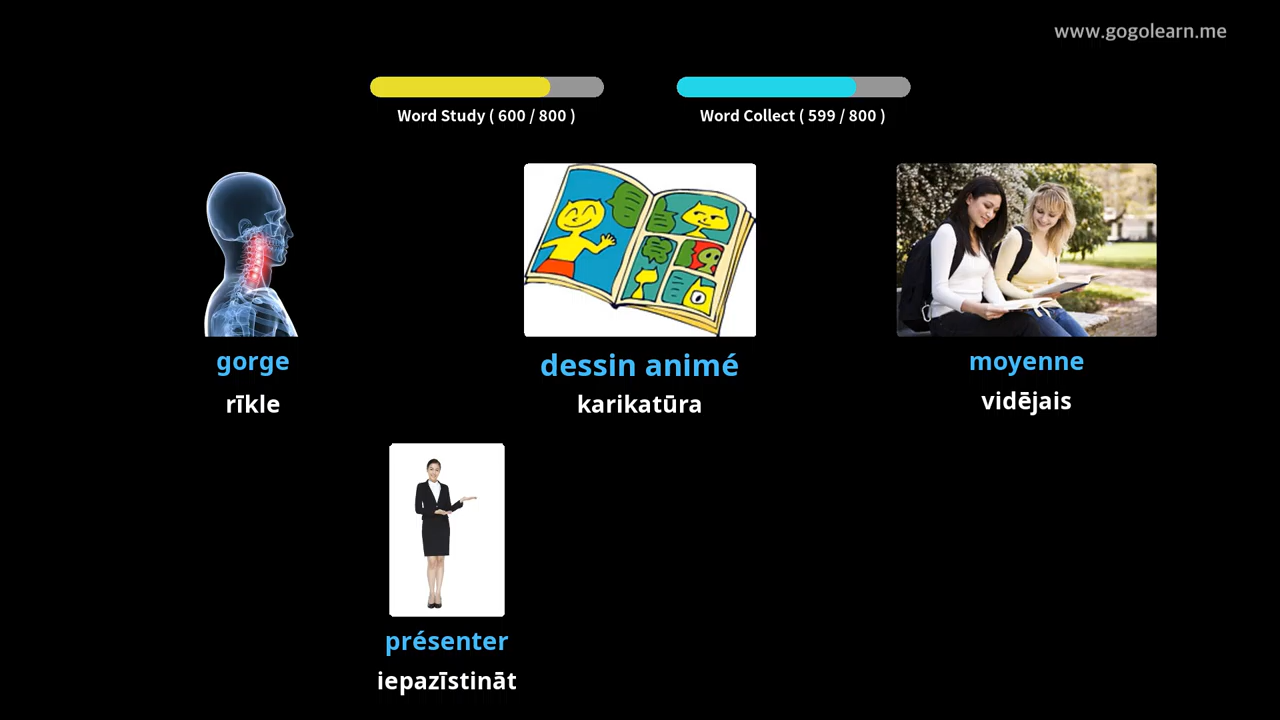 www.gogolearn.me
Word Study ( 600 / 800 )
Word Collect ( 599 / 800 )
gorge
dessin animé
moyenne
rīkle
karikatūra
vidējais
présenter
iepazīstināt